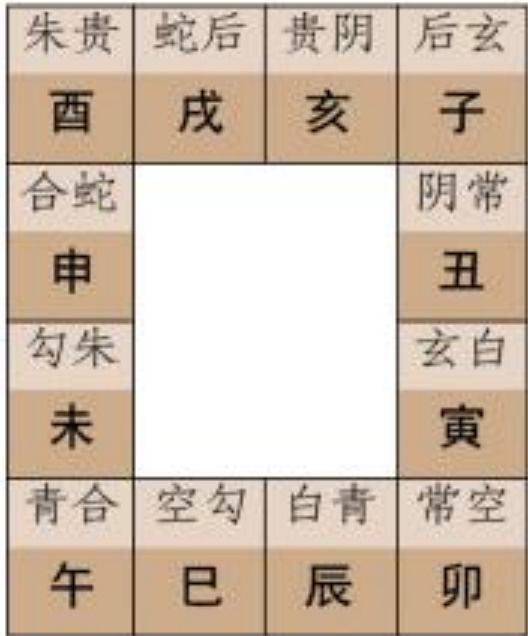 朱贵 蛇后 贵阴 后玄
酉 戌 亥 子
合蛇 阴常
申 丑
勾朱 玄白
未 寅
青合 空勾 白青 常空
午 巳 辰 卯